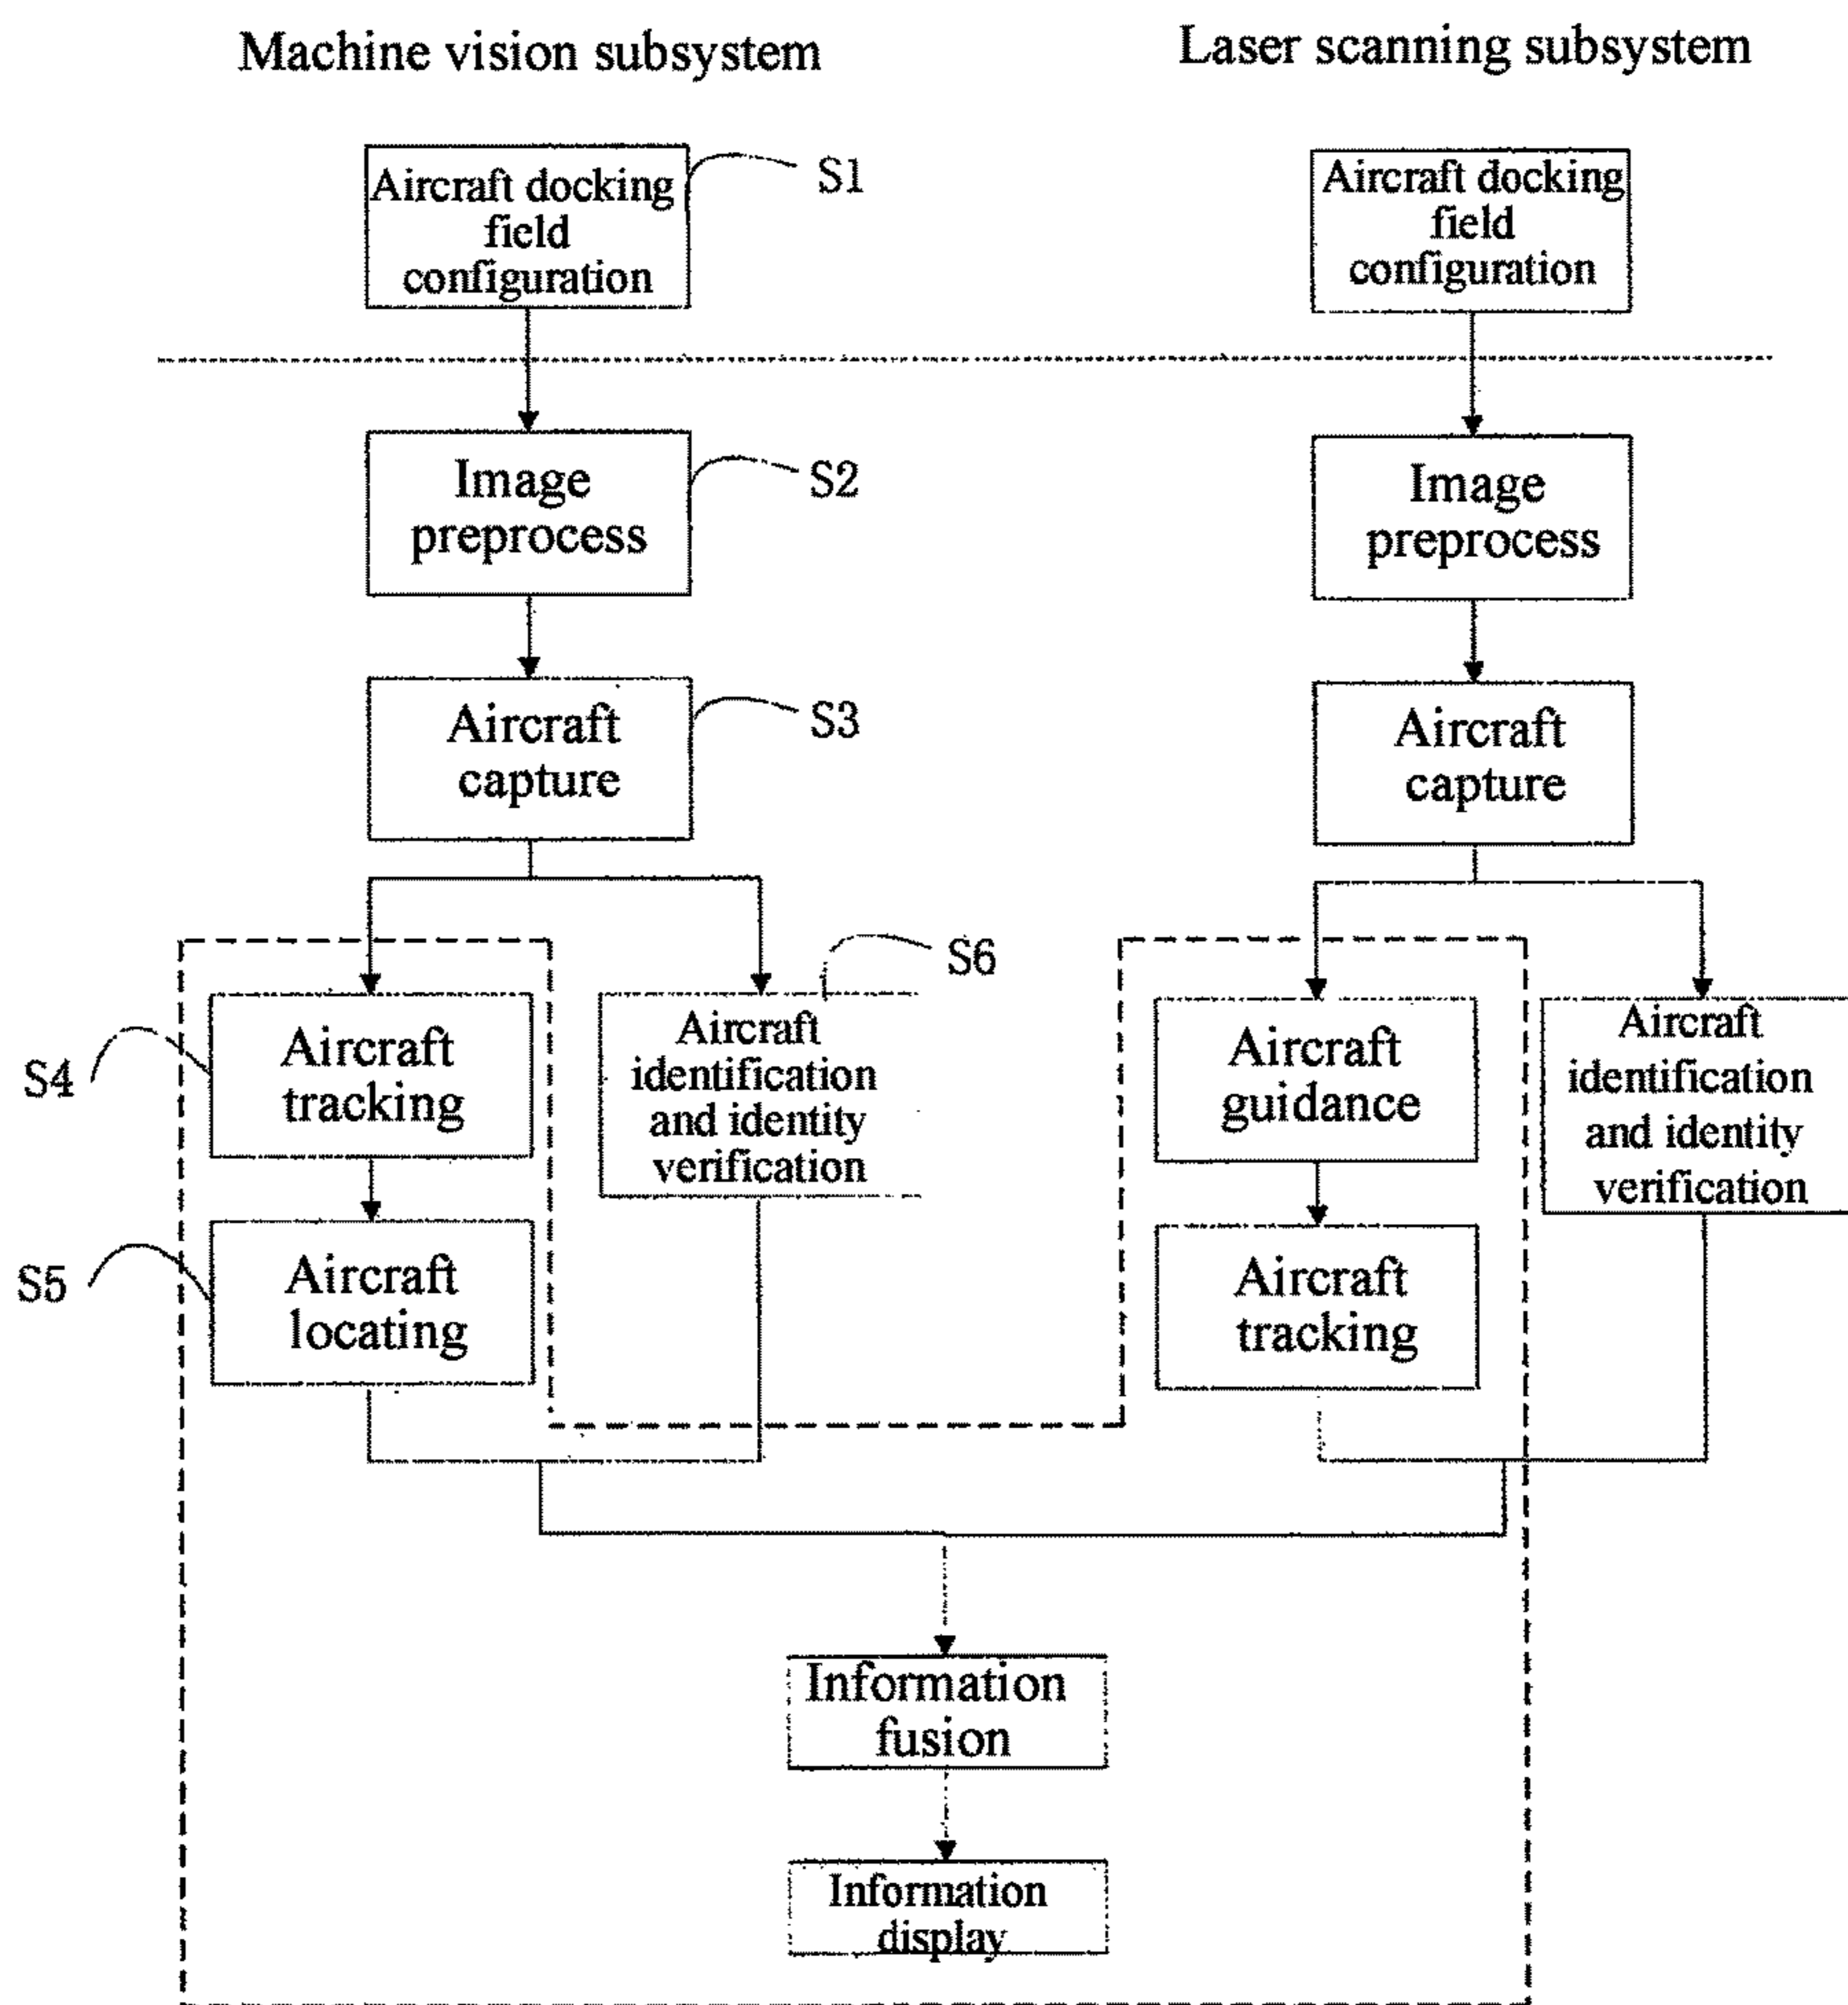 Machine vision subsystem
Laser scanning subsystem
Aircraft docking
field
configuration
S1
Aircraft docking
field
configuration
Image
preprocess
S2
Image
preprocess
Aircraft
capture
S3
Aircraft
capture
S4
Aircraft
tracking
Aircraft
identification
and identity
verification
S6
Aircraft
guidance
Aircraft
identification
and identity
verification
S5
Aircraft
locating
Aircraft
tracking
Information
fusion
Information
display